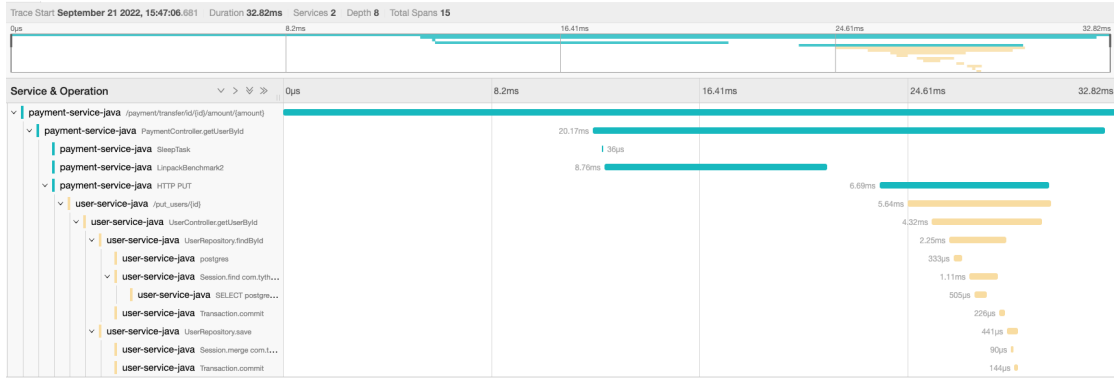 Trace Start September 21 2022, 15:47:06.681 Duration 32.82ms Services 2 Depth 8 Total Spans 15
0μs 8.2ms 16.41ms 24.61ms 32.82ms
Service & Operation 0μs 8.2ms 16.41ms 24.61ms 32.82ms
payment-service-java /payment/transfer/id/{id}/amount/{amount}
payment-service-java PaymentController.getUserById 20.17ms
payment-service-java SleepTask 36μs
payment-service-java LinpackBenchmark2 8.76ms
payment-service-java HTTP PUT 6.69ms
user-service-java /put_users/{id} 5.64ms
user-service-java UserController.getUserById 4.32ms
user-service-java UserRepository.findById 2.25ms
user-service-java postgres 333μs
user-service-java Session.find com.tyth... 1.11ms
user-service-java SELECT postgre... 505μs
user-service-java Transaction.commit 226μs
user-service-java UserRepository.save 441μs
user-service-java Session.merge com.t... 90μs
user-service-java Transaction.commit 144μs